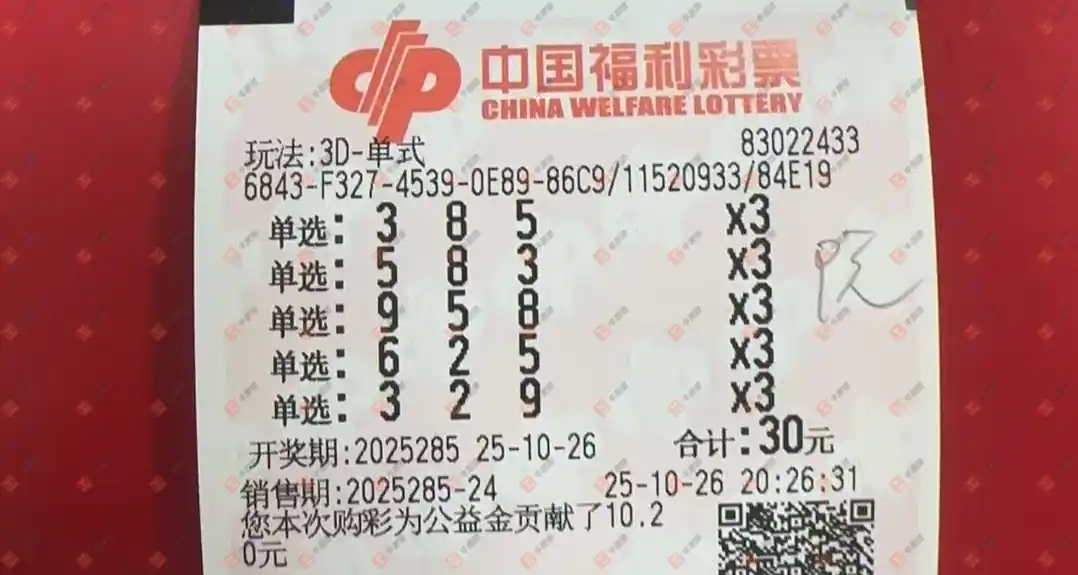 中国福利彩票
CHINA WELFARE LOTTERY
玩法:3D-单式 83022433
6843-F327-4539-0E89-86C9/11520933/84E19
单选: 3 8 5 x3
单选: 5 8 3 x3
单选: 9 5 8 x3
单选: 6 2 5 x3
单选: 3 2 9 x3
开奖期:2025285 25-10-26 合计:30元
销售期:2025285-24 25-10-26 20:26:31
您本次购彩为公益金贡献了10.2
0元